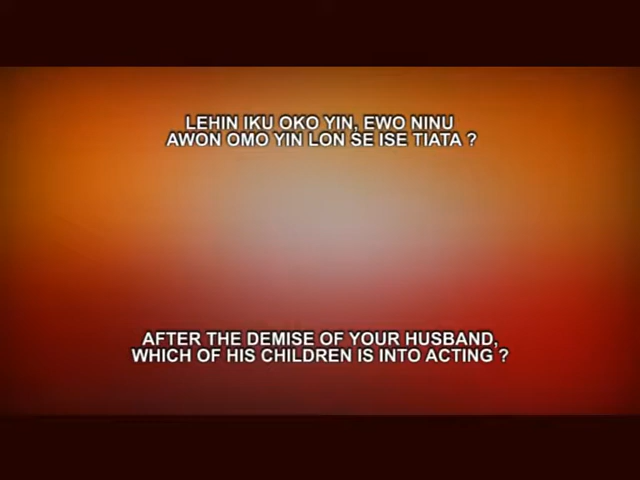 LEHIN IKU OKO YIN, EWO NINU
AWON OMO YIN LON SE ISE TIATA ?
AFTER THE DEMISE OF YOUR HUSBAND,
WHICH OF HIS CHILDREN IS INTO ACTING ?